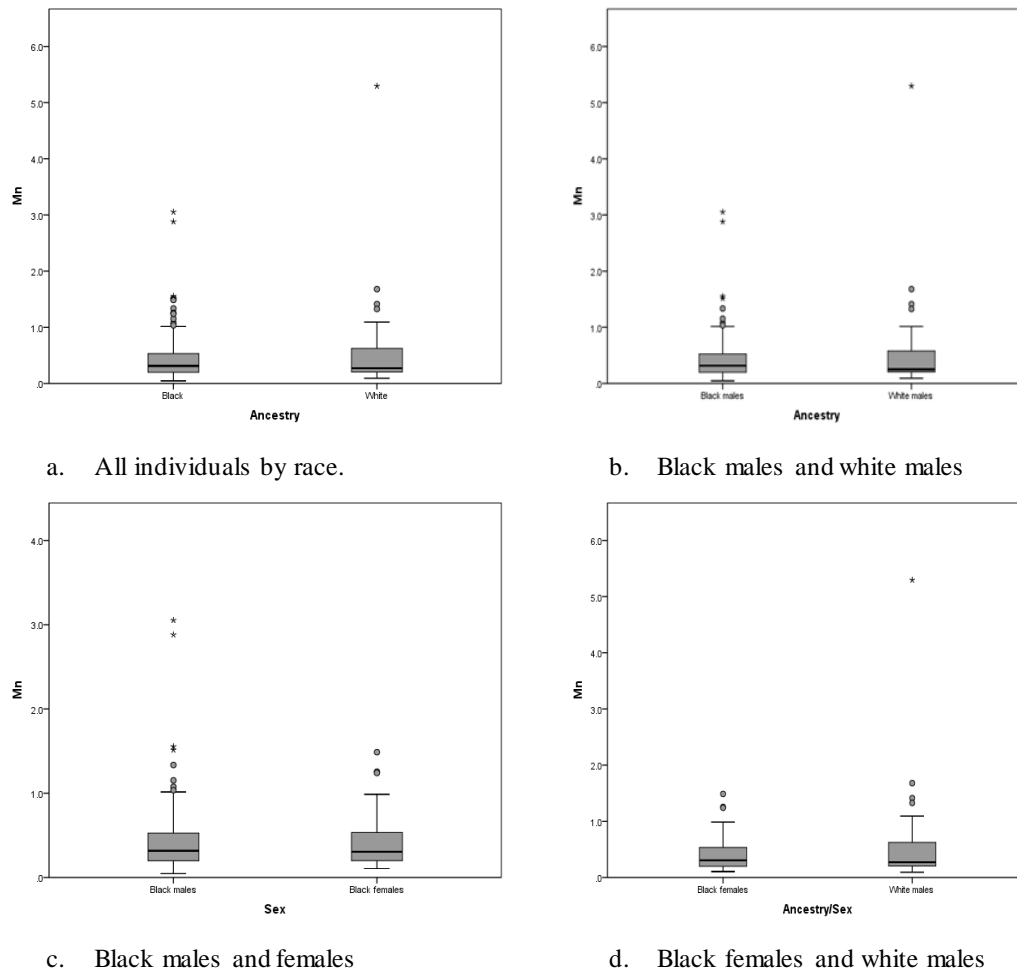 6.0
5.0
4.0
3.0
2.0
1.0
.0
Mn
Black
White
Ancestry
a. All individuals by race.
6.0
5.0
4.0
3.0
2.0
1.0
.0
Mn
Black males
White males
Ancestry
b. Black males and white males
4.0
3.0
2.0
1.0
.0
Mn
Black males
Black females
Sex
c. Black males and females
6.0
5.0
4.0
3.0
2.0
1.0
.0
Mn
Black females
White males
Ancestry/Sex
d. Black females and white males